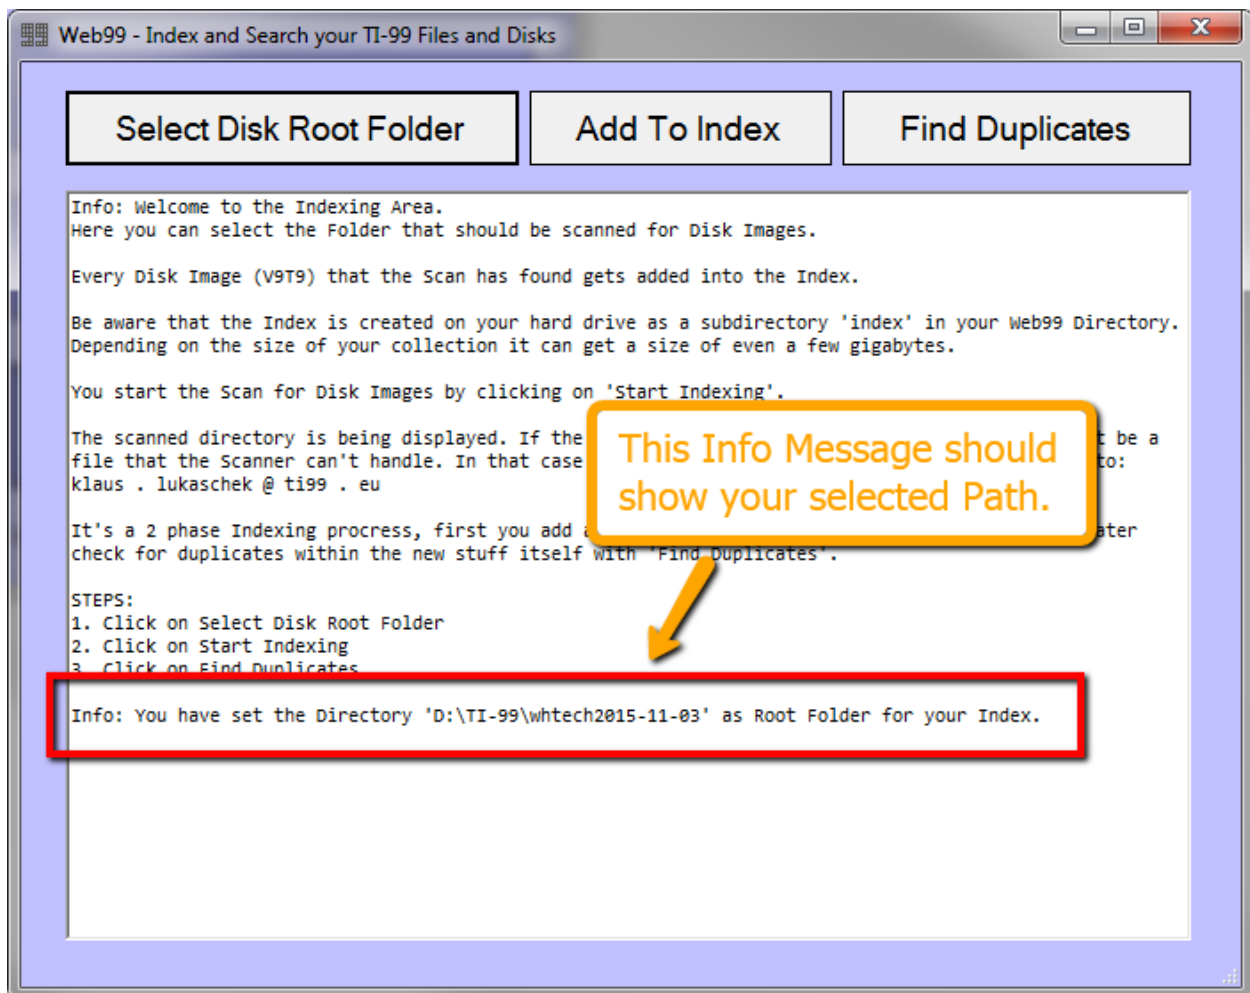 Web99 - Index and Search your TI-99 Files and Disks
Select Disk Root Folder
Add To Index
Find Duplicates
Info: Welcome to the Indexing Area.
Here you can select the Folder that should be scanned for Disk Images.
Every Disk Image (V9T9) that the Scan has found gets added into the Index.
Be aware that the Index is created on your hard drive as a subdirectory 'index' in your Web99 Directory.
Depending on the size of your collection it can get a size of even a few gigabytes.
You start the Scan for Disk Images by clicking on 'Start Indexing'.
The scanned directory is being displayed. If the t be a
file that the Scanner can't handle. In that case to:
klaus . lukaschek @ ti99 . eu
It's a 2 phase Indexing procress, first you add ater
check for duplicates within the new stuff itself with 'Find Duplicates'.
This Info Message should
show your selected Path.
STEPS:
1. Click on Select Disk Root Folder
2. Click on Start Indexing
3. Click on Find Duplicates
Info: You have set the Directory 'D:\TI-99\whtech2015-11-03' as Root Folder for your Index.